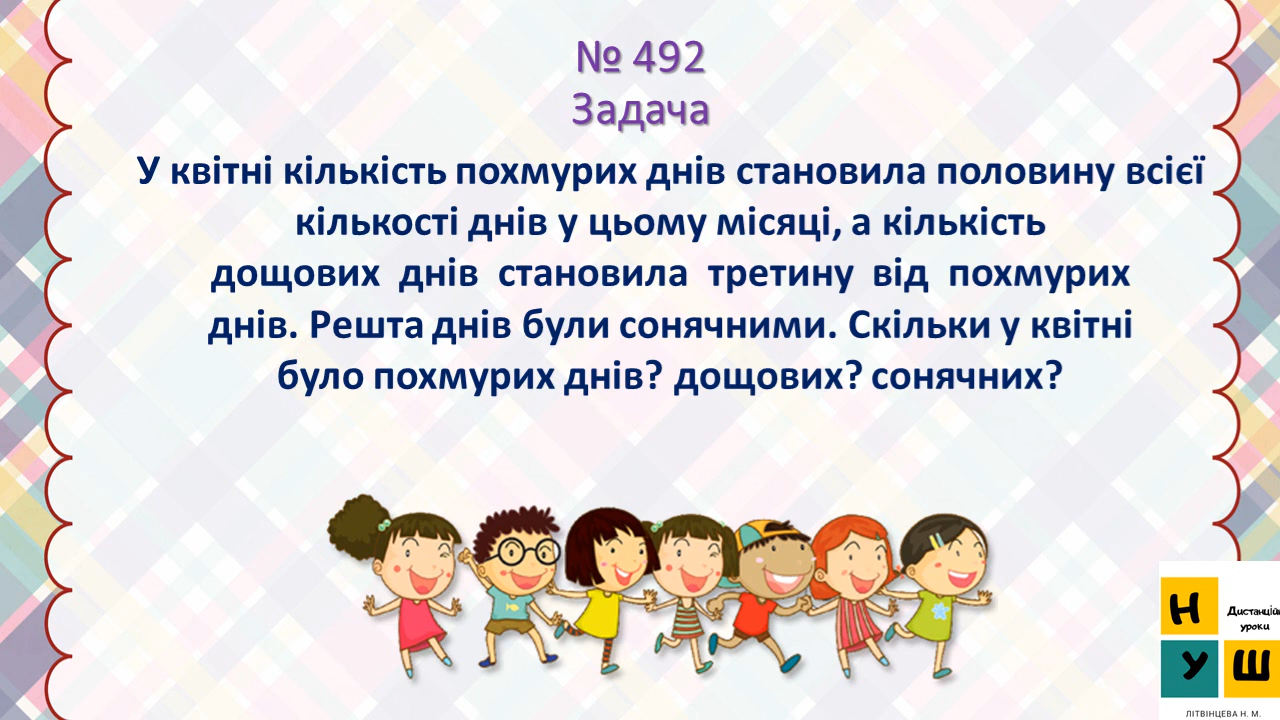 № 492
Задача
У квітні кількість похмурих днів становила половину всієї
кількості днів у цьому місяці, а кількість
дощових днів становила третину від похмурих
днів. Решта днів були сонячними. Скільки у квітні
було похмурих днів? дощових? сонячних?
Н
Дистанцій
уроки
У Ш
ЛІТВІНЦЕВА Н. М.